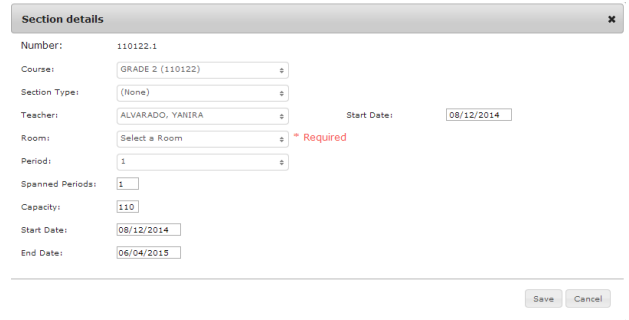 Section details
Number: 110122.1
Course: GRADE 2 (110122)
Section Type: (None)
Teacher: ALVARADO, YANIRA Start Date: 08/12/2014
Room: Select a Room * Required
Period: 1
Spanned Periods: 1
Capacity: 110
Start Date: 08/12/2014
End Date: 06/04/2015
Save Cancel